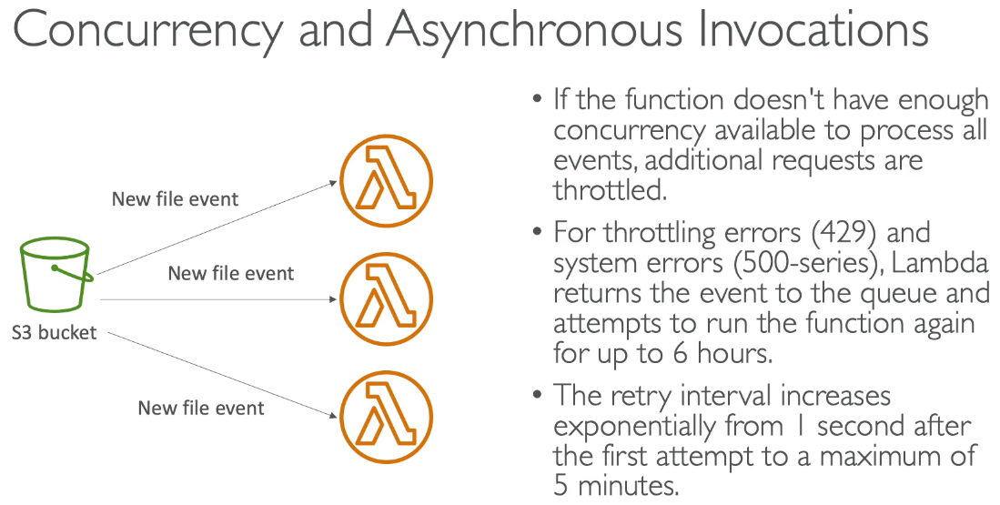 Concurrency and Asynchronous Invocations
New file event
New file event
S3 bucket
New file event
• If the function doesn't have enough
concurrency available to process all
events, additional requests are
throttled.
• For throttling errors (429) and
system errors (500-series), Lambda
returns the event to the queue and
attempts to run the function again
for up to 6 hours.
• The retry interval increases
exponentially from 1 second after
the first attempt to a maximum of
5 minutes.